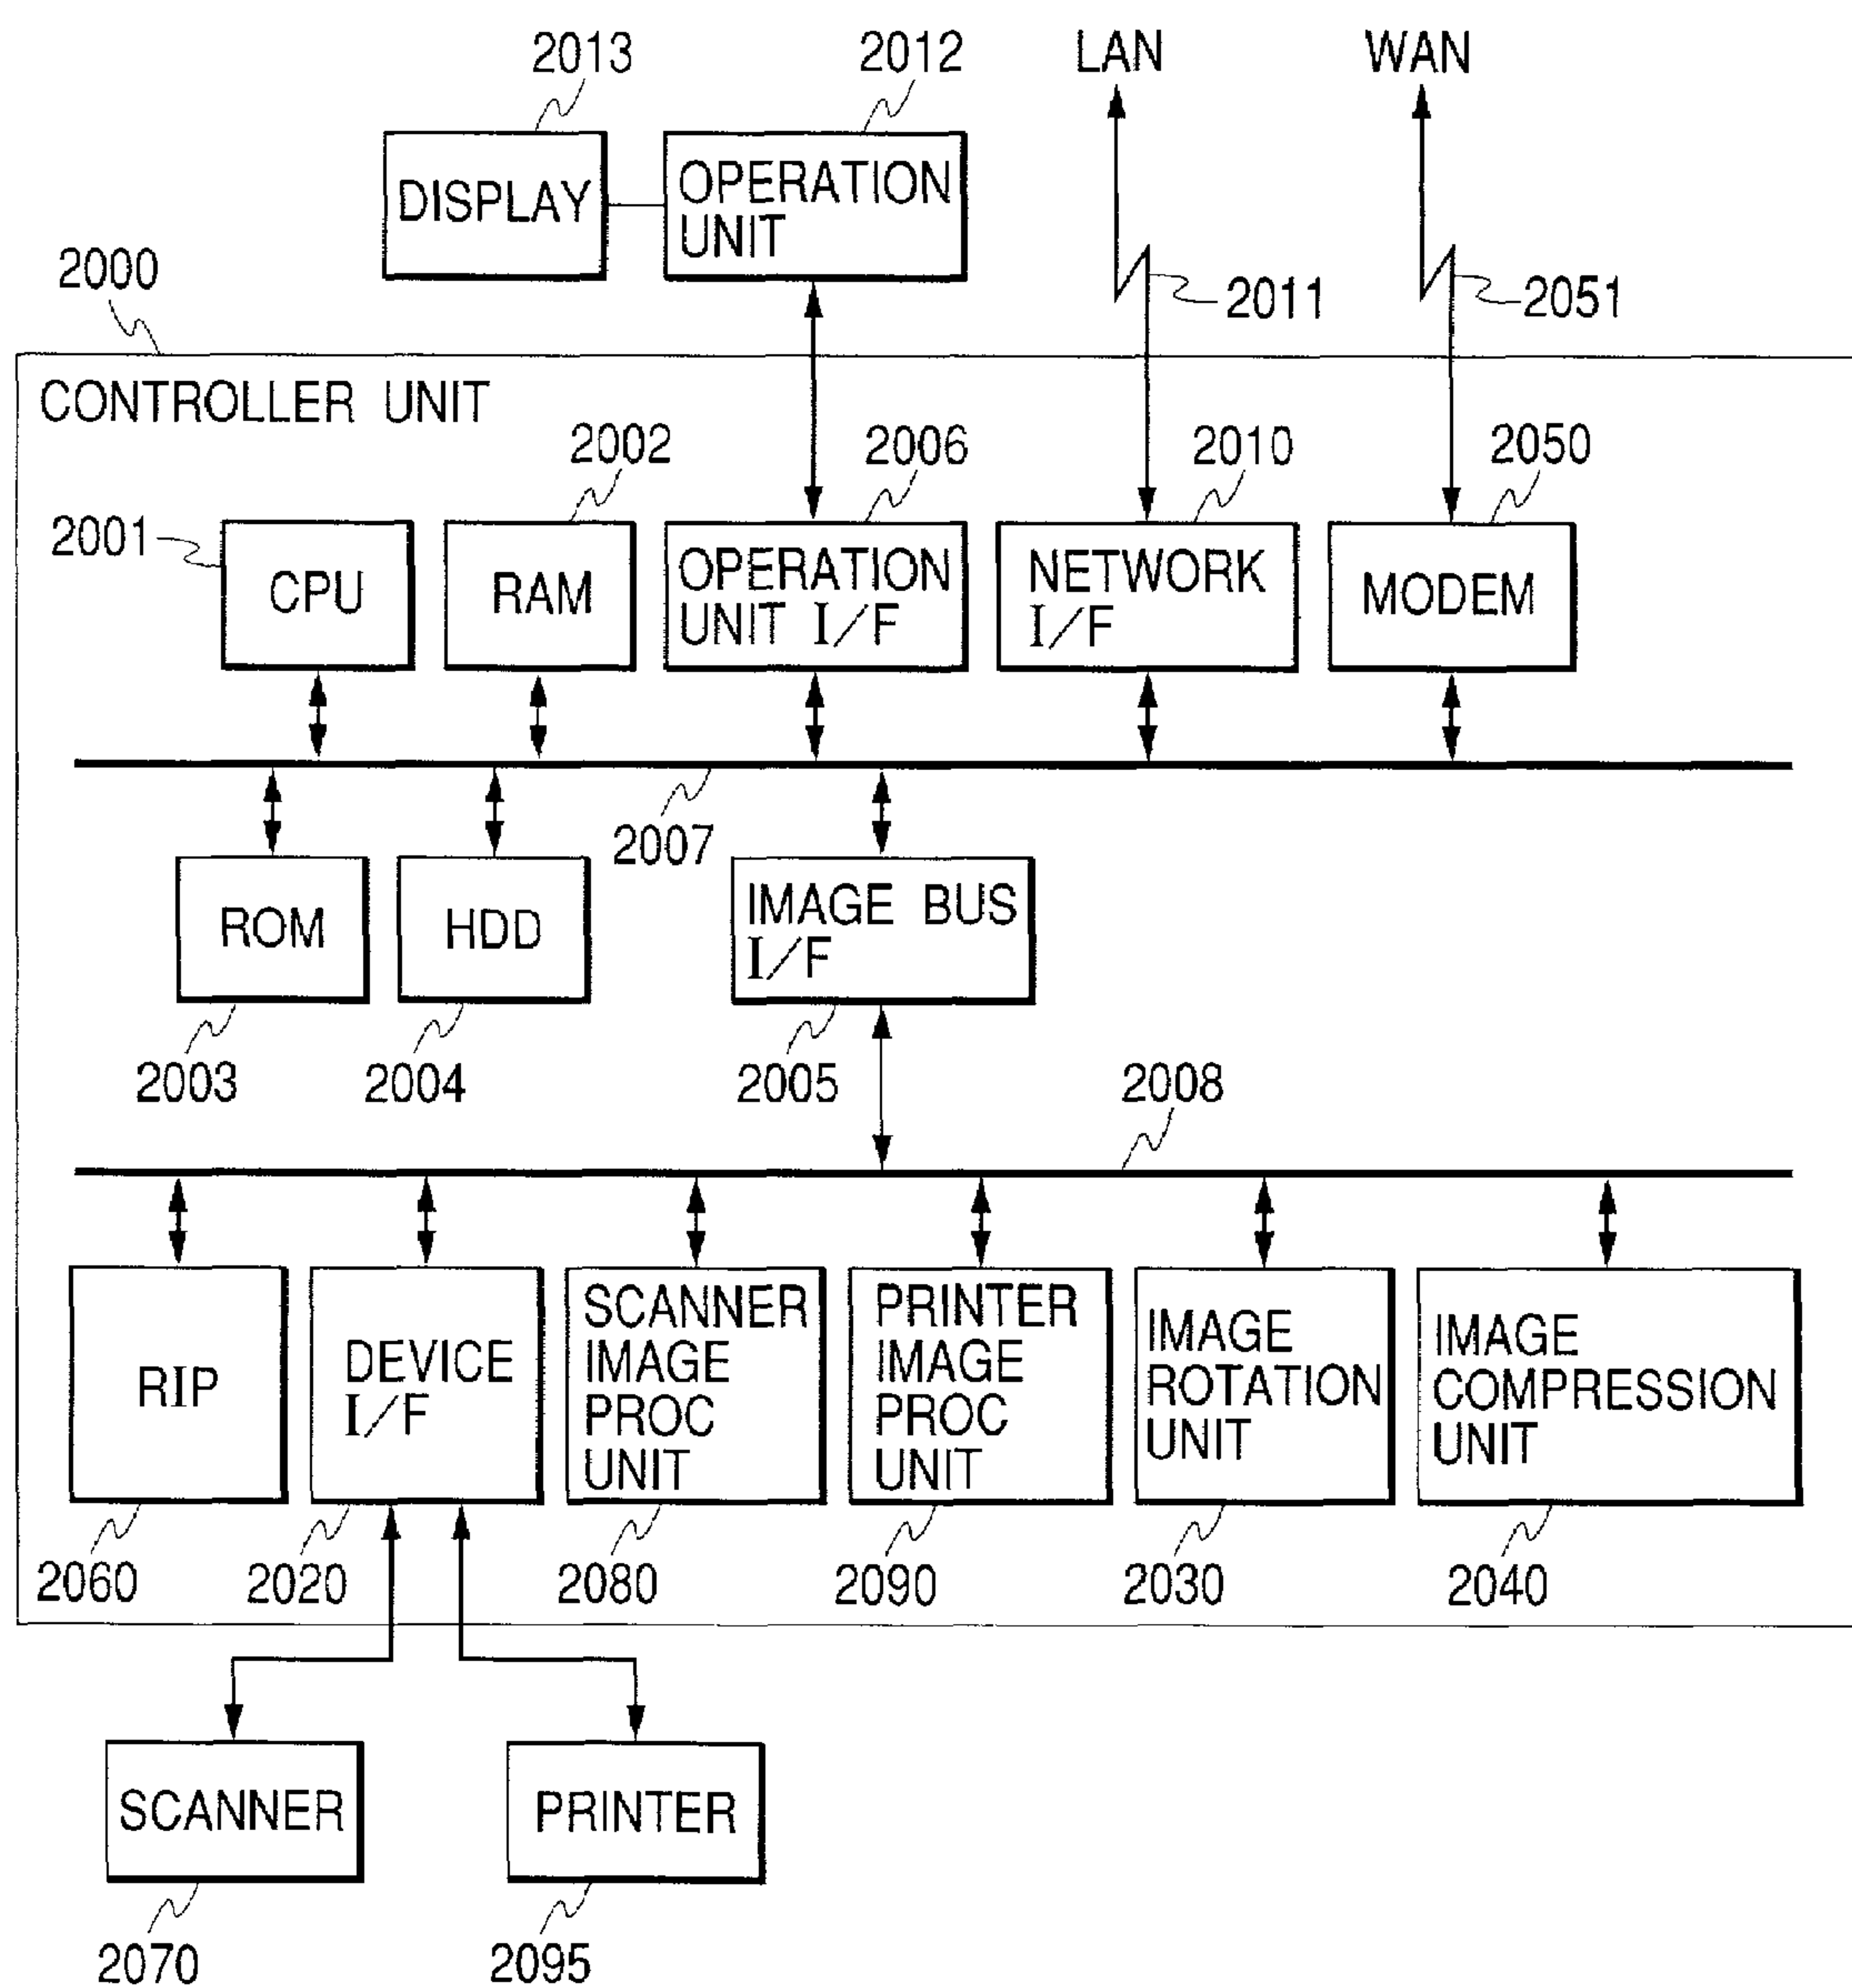 2013
2012
LAN
WAN
DISPLAY
OPERATION
UNIT
2000
2011
2051
CONTROLLER UNIT
2002
2006
2010
2050
2001
CPU
RAM
OPERATION
UNIT I/F
NETWORK
I/F
MODEM
2007
ROM
HDD
IMAGE BUS
I/F
2003
2004
2005
2008
RIP
DEVICE
I/F
SCANNER
IMAGE
PROC
UNIT
PRINTER
IMAGE
PROC
UNIT
IMAGE
ROTATION
UNIT
IMAGE
COMPRESSION
UNIT
2060
2020
2080
2090
2030
2040
SCANNER
PRINTER
2070
2095